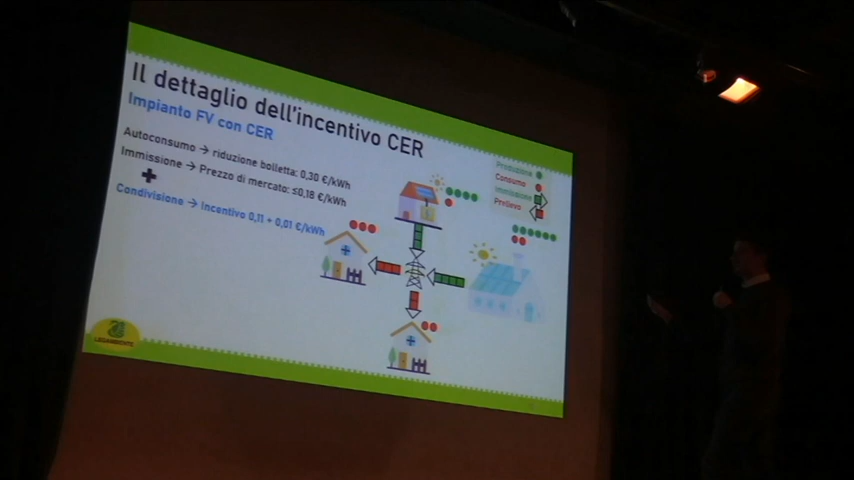 Il dettaglio dell'incentivo CER
Impianto FV con CER
Autoconsumo → riduzione bolletta: 0,30 €/kWh
Immissione → Prezzo di mercato: ≤0,18 €/kWh
+
Condivisione → Incentivo 0,11 + 0,01 €/kWh
Produzione
Consumo
Immissione
Prelievo
LEGAMBIENTE